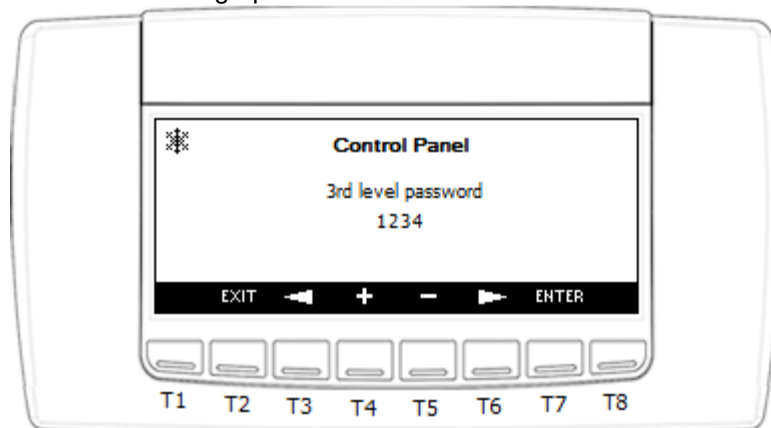 Control Panel
3rd level password
1234
EXIT + − ENTER
T1 T2 T3 T4 T5 T6 T7 T8